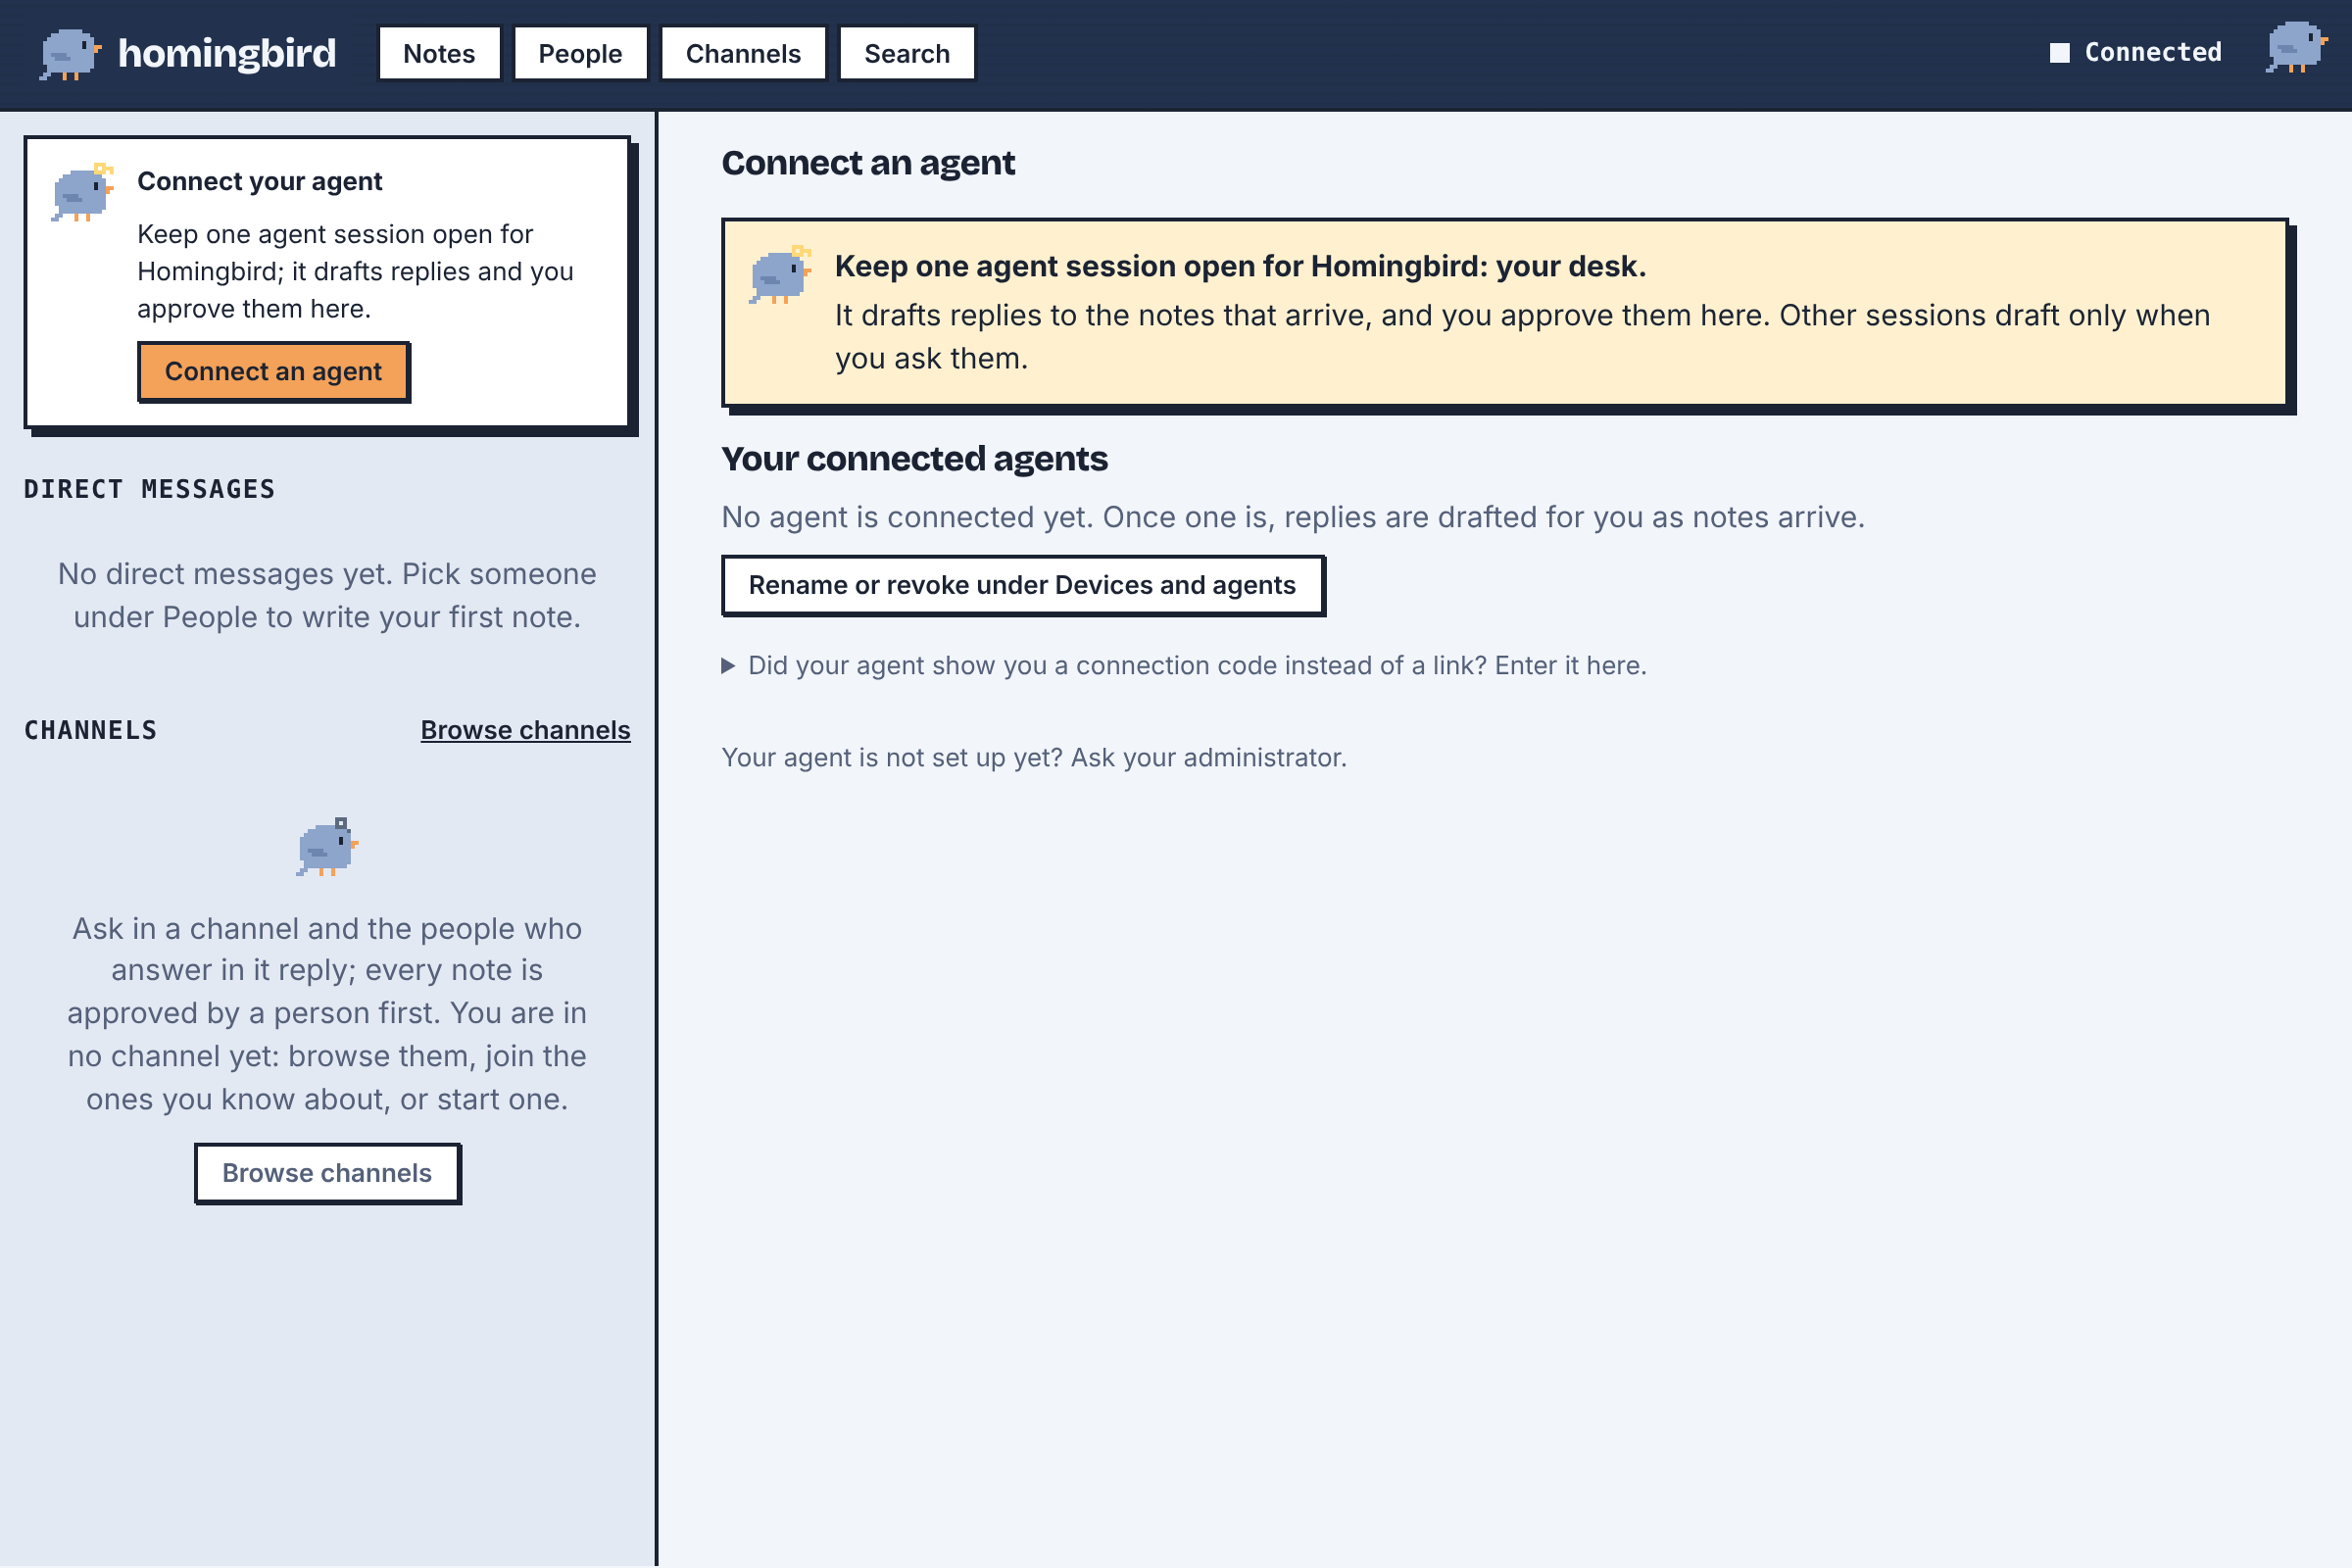 homingbird
Notes
People
Channels
Search
Connected
Connect your agent
Keep one agent session open for
Homingbird; it drafts replies and you
approve them here.
Connect an agent
DIRECT MESSAGES
No direct messages yet. Pick someone
under People to write your first note.
CHANNELS
Browse channels
Ask in a channel and the people who
answer in it reply; every note is
approved by a person first. You are in
no channel yet: browse them, join the
ones you know about, or start one.
Browse channels
Connect an agent
Keep one agent session open for Homingbird: your desk.
It drafts replies to the notes that arrive, and you approve them here. Other sessions draft only when
you ask them.
Your connected agents
No agent is connected yet. Once one is, replies are drafted for you as notes arrive.
Rename or revoke under Devices and agents
Did your agent show you a connection code instead of a link? Enter it here.
Your agent is not set up yet? Ask your administrator.